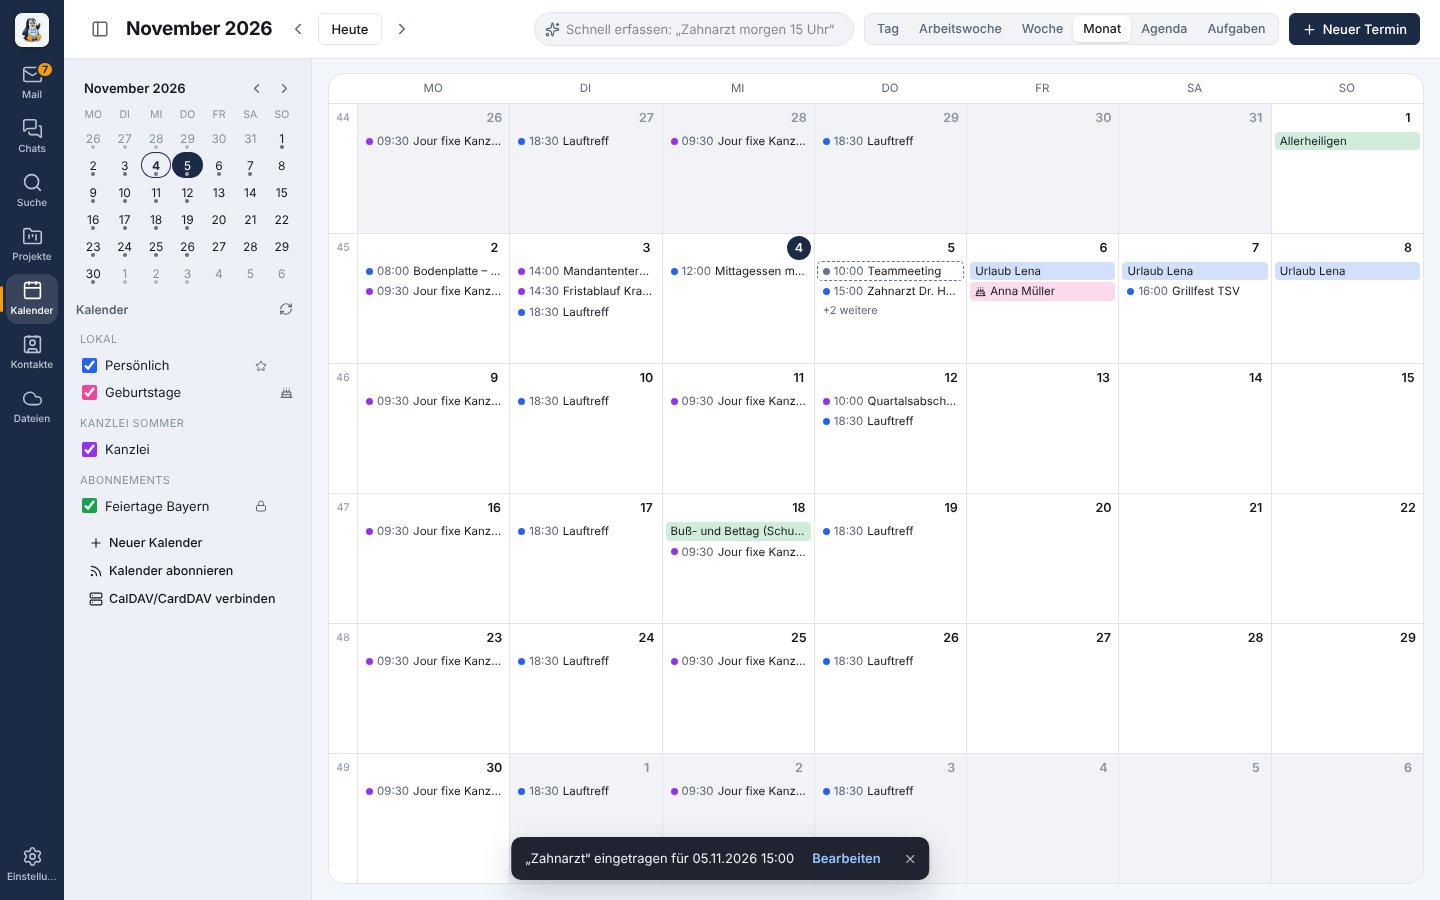 November 2026
Heute
Schnell erfassen: „Zahnarzt morgen 15 Uhr“
Tag
Arbeitswoche
Woche
Monat
Agenda
Aufgaben
Neuer Termin
7
Mail
Chats
Suche
Projekte
Kalender
Kontakte
Dateien
Einstellu...
November 2026
MO DI MI DO FR SA SO
26 27 28 29 30 31 1
2 3 4 5 6 7 8
9 10 11 12 13 14 15
16 17 18 19 20 21 22
23 24 25 26 27 28 29
30 1 2 3 4 5 6
Kalender
LOKAL
Persönlich
Geburtstage
KANZLEI SOMMER
Kanzlei
ABONNEMENTS
Feiertage Bayern
Neuer Kalender
Kalender abonnieren
CalDAV/CardDAV verbinden
MO DI MI DO FR SA SO
44 26 27 28 29 30 31 1
09:30 Jour fixe Kanz...
18:30 Lauftreff
09:30 Jour fixe Kanz...
18:30 Lauftreff
Allerheiligen
45 2 3 4 5 6 7 8
08:00 Bodenplatte – ...
09:30 Jour fixe Kanz...
14:00 Mandantenter...
14:30 Fristablauf Kra...
18:30 Lauftreff
12:00 Mittagessen m...
10:00 Teammeeting
15:00 Zahnarzt Dr. H...
+2 weitere
Urlaub Lena
Anna Müller
Urlaub Lena
16:00 Grillfest TSV
Urlaub Lena
46 9 10 11 12 13 14 15
09:30 Jour fixe Kanz...
18:30 Lauftreff
09:30 Jour fixe Kanz...
10:00 Quartalsabsch...
18:30 Lauftreff
47 16 17 18 19 20 21 22
09:30 Jour fixe Kanz...
18:30 Lauftreff
Buß- und Bettag (Schu...
09:30 Jour fixe Kanz...
18:30 Lauftreff
48 23 24 25 26 27 28 29
09:30 Jour fixe Kanz...
18:30 Lauftreff
09:30 Jour fixe Kanz...
18:30 Lauftreff
49 30 1 2 3 4 5 6
09:30 Jour fixe Kanz...
18:30 Lauftreff
09:30 Jour fixe Kanz...
18:30 Lauftreff
„Zahnarzt“ eingetragen für 05.11.2026 15:00
Bearbeiten